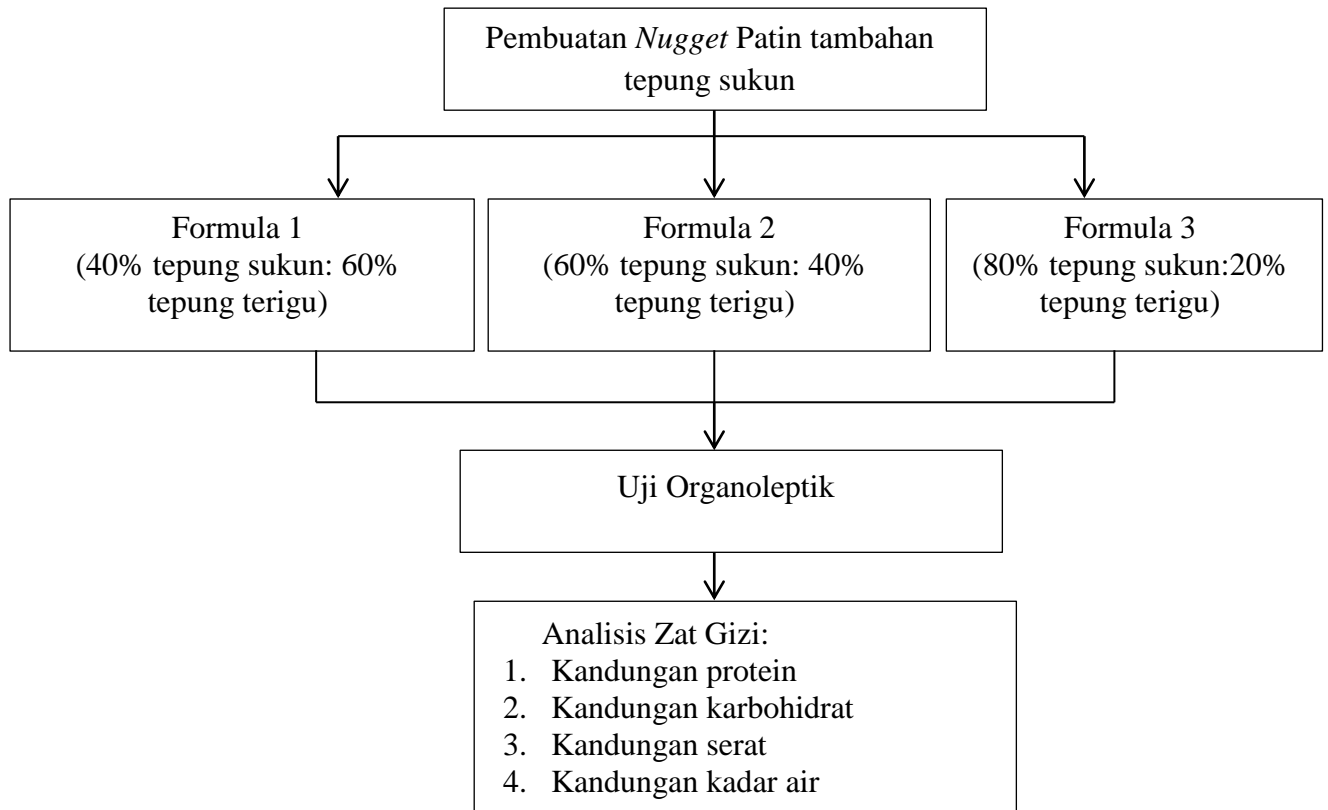 Pembuatan Nugget Patin tambahan
tepung sukun
Formula 1
(40% tepung sukun: 60%
tepung terigu)
Formula 2
(60% tepung sukun: 40%
tepung terigu)
Formula 3
(80% tepung sukun:20%
tepung terigu)
Uji Organoleptik
Analisis Zat Gizi:
1. Kandungan protein
2. Kandungan karbohidrat
3. Kandungan serat
4. Kandungan kadar air